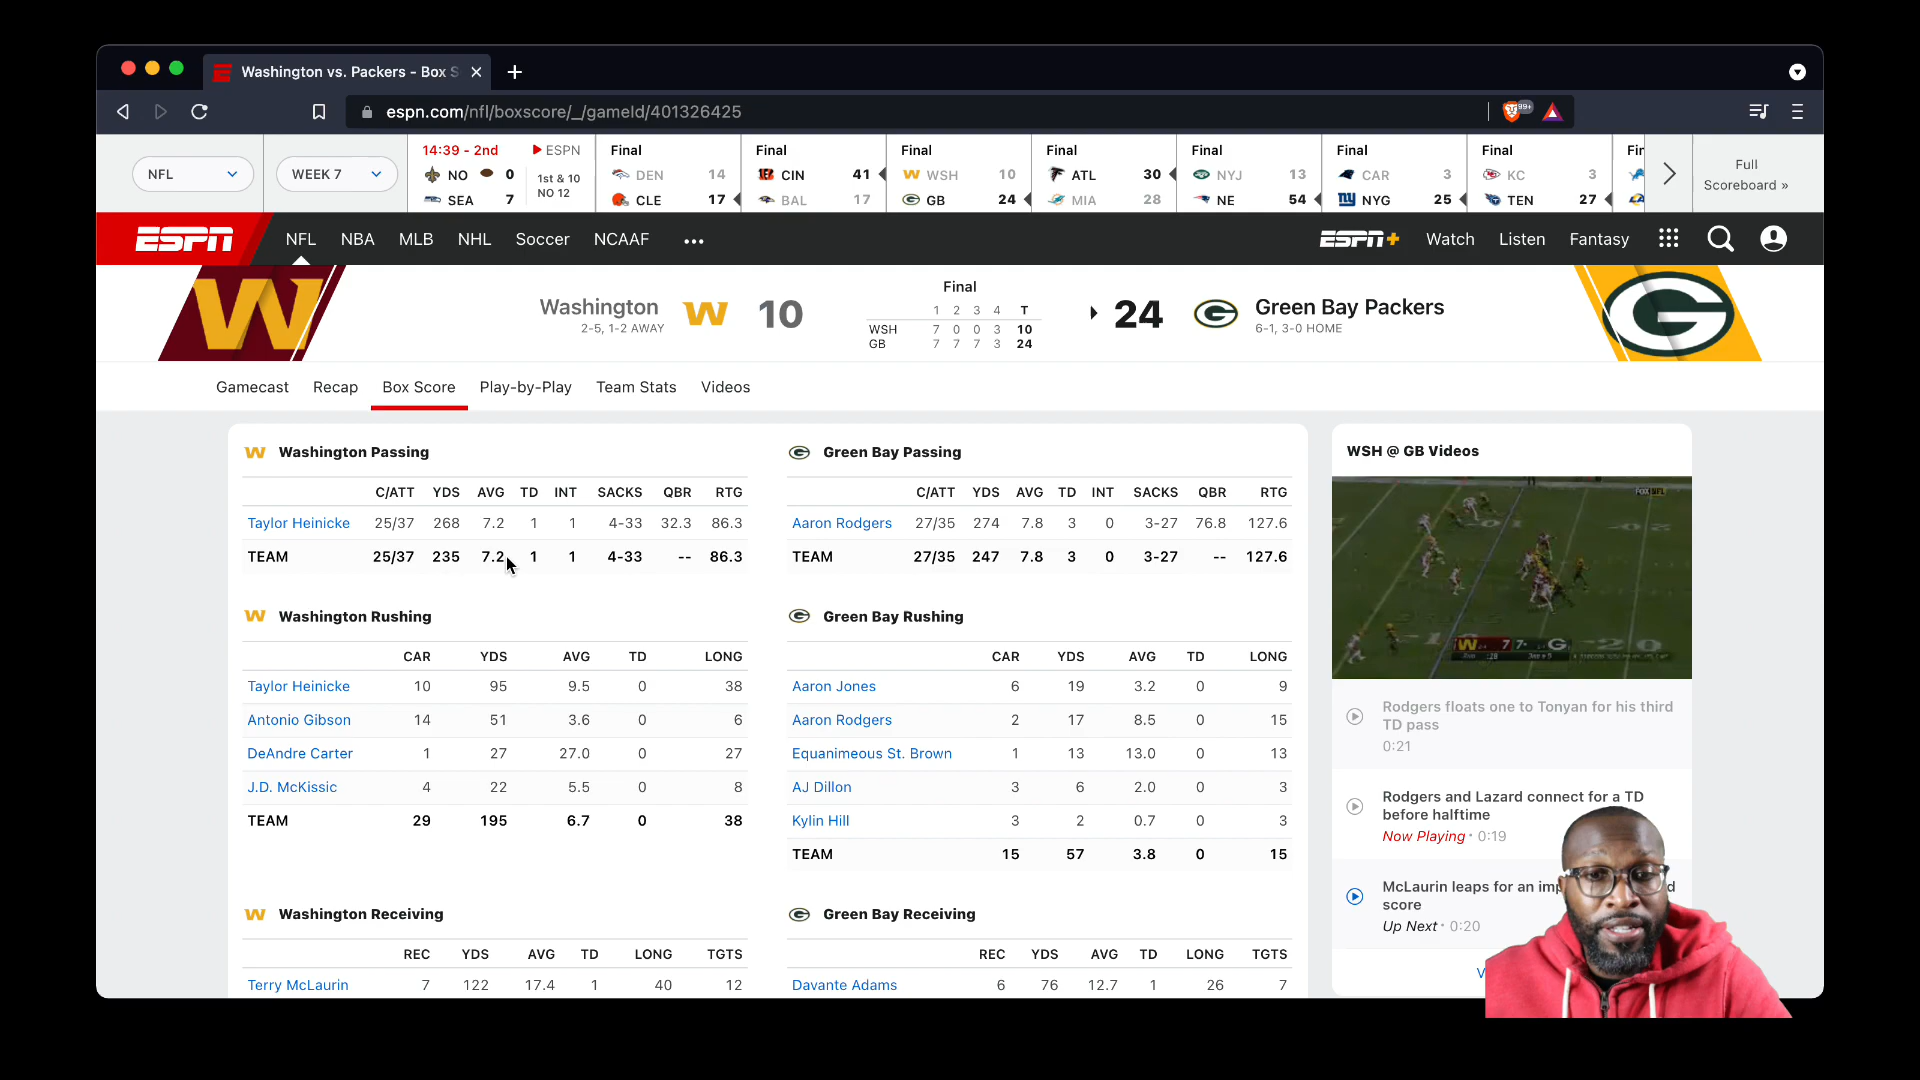 Washington vs. Packers - Box S
espn.com/nfl/boxscore/_/gameId/401326425
99+
NFL
WEEK 7
14:39 - 2nd
ESPN
NO 0
SEA 7
1st & 10
NO 12
Final
DEN 14
CLE 17
Final
CIN 41
BAL 17
Final
WSH 10
GB 24
Final
ATL 30
MIA 28
Final
NYJ 13
NE 54
Final
CAR 3
NYG 25
Final
KC 3
TEN 27
Fin
Full
Scoreboard »
ESPN NFL NBA MLB NHL Soccer NCAAF ESPN+ Watch Listen Fantasy
Washington
2-5, 1-2 AWAY
10
Final
1 2 3 4 T
WSH 7 0 0 3 10
GB 7 7 7 3 24
24
Green Bay Packers
6-1, 3-0 HOME
Gamecast Recap Box Score Play-by-Play Team Stats Videos
Washington Passing
C/ATT YDS AVG TD INT SACKS QBR RTG
Taylor Heinicke 25/37 268 7.2 1 1 4-33 32.3 86.3
TEAM 25/37 235 7.2 1 1 4-33 -- 86.3
Green Bay Passing
C/ATT YDS AVG TD INT SACKS QBR RTG
Aaron Rodgers 27/35 274 7.8 3 0 3-27 76.8 127.6
TEAM 27/35 247 7.8 3 0 3-27 -- 127.6
Washington Rushing
CAR YDS AVG TD LONG
Taylor Heinicke 10 95 9.5 0 38
Antonio Gibson 14 51 3.6 0 6
DeAndre Carter 1 27 27.0 0 27
J.D. McKissic 4 22 5.5 0 8
TEAM 29 195 6.7 0 38
Green Bay Rushing
CAR YDS AVG TD LONG
Aaron Jones 6 19 3.2 0 9
Aaron Rodgers 2 17 8.5 0 15
Equanimeous St. Brown 1 13 13.0 0 13
AJ Dillon 3 6 2.0 0 3
Kylin Hill 3 2 0.7 0 3
TEAM 15 57 3.8 0 15
Washington Receiving
REC YDS AVG TD LONG TGTS
Terry McLaurin 7 122 17.4 1 40 12
Green Bay Receiving
REC YDS AVG TD LONG TGTS
Davante Adams 6 76 12.7 1 26 7
WSH @ GB Videos
Rodgers floats one to Tonyan for his third
TD pass
0:21
Rodgers and Lazard connect for a TD
before halftime
Now Playing · 0:19
McLaurin leaps for an imp d
score
Up Next · 0:20
V